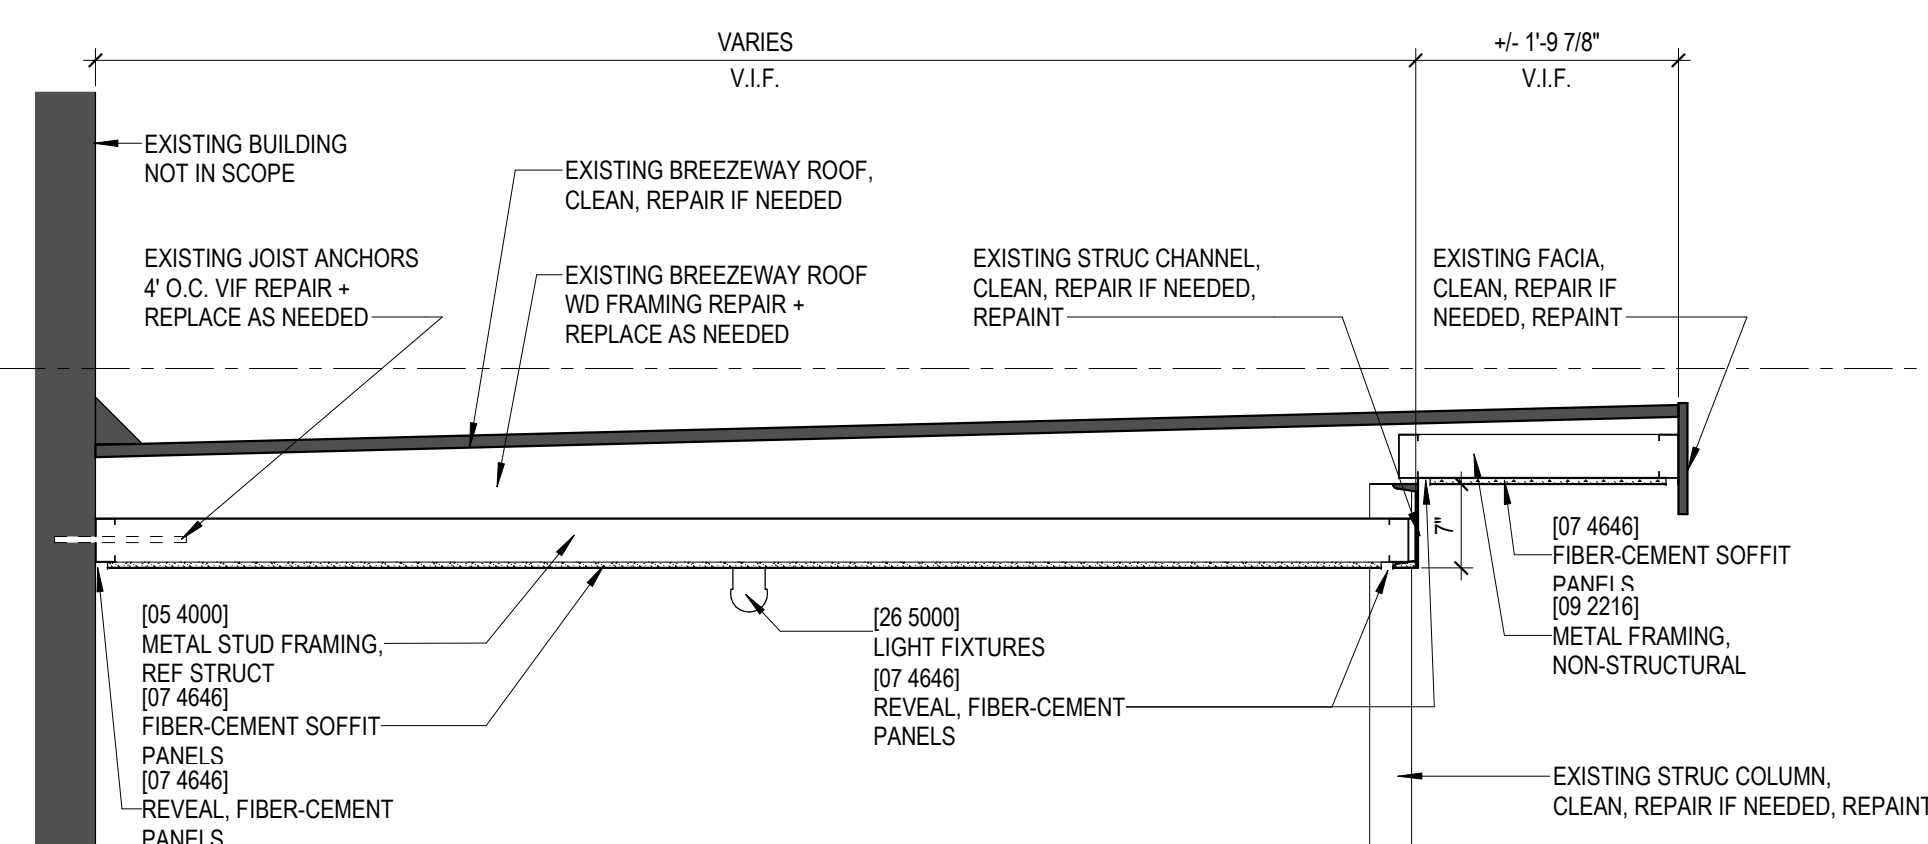 VARIES
V.I.F.
+/- 1'-9 7/8"
V.I.F.
EXISTING BUILDING
NOT IN SCOPE
EXISTING BREEZEWAY ROOF,
CLEAN, REPAIR IF NEEDED
EXISTING JOIST ANCHORS
4' O.C. VIF REPAIR +
REPLACE AS NEEDED
EXISTING BREEZEWAY ROOF
WD FRAMING REPAIR +
REPLACE AS NEEDED
EXISTING STRUC CHANNEL,
CLEAN, REPAIR IF NEEDED,
REPAINT
EXISTING FACIA,
CLEAN, REPAIR IF
NEEDED, REPAINT
7"
[07 4646]
FIBER-CEMENT SOFFIT
PANELS
[09 2216]
METAL FRAMING,
NON-STRUCTURAL
[05 4000]
METAL STUD FRAMING,
REF STRUCT
[07 4646]
FIBER-CEMENT SOFFIT
PANELS
[07 4646]
REVEAL, FIBER-CEMENT
PANELS
[26 5000]
LIGHT FIXTURES
[07 4646]
REVEAL, FIBER-CEMENT
PANELS
EXISTING STRUC COLUMN,
CLEAN, REPAIR IF NEEDED, REPAINT